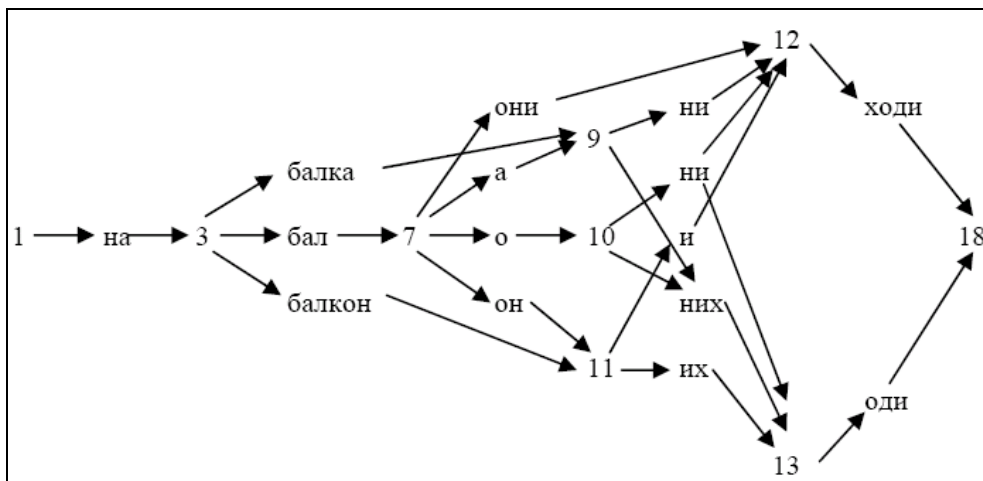 12
они ни ходи
9
балка а ни
1 на 3 бал 7 о 10 и 18
балкон он них
11 их
оди
13